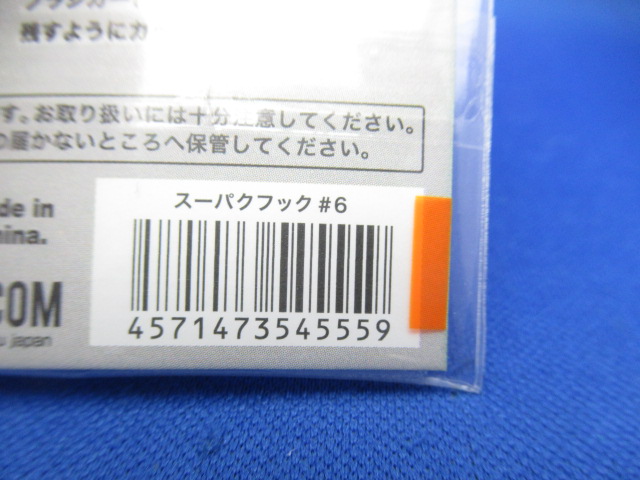 残すようにカ
す。お取り扱いには十分注意してください。
の届かないところへ保管してください。
de in
ina.
スーパクフック #6
COM
4571473545559
japan